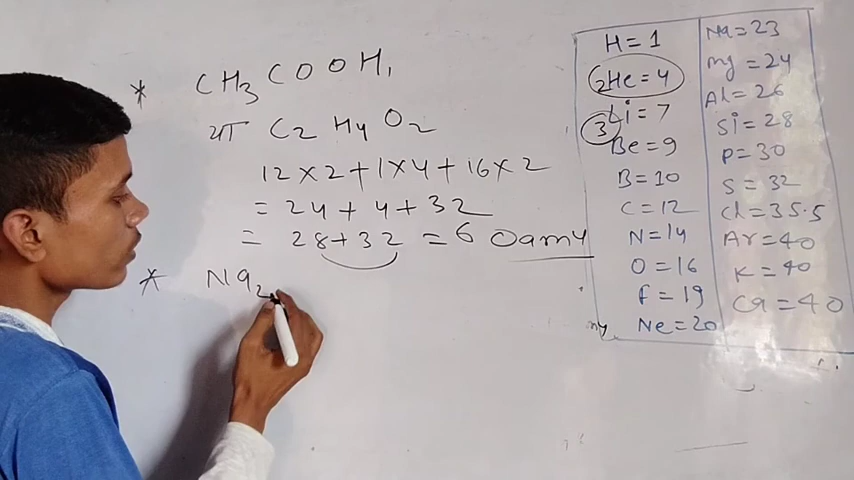 * CH3COOH,
या C2H4O2
12×2+1×4+16×2
= 24+4+32
= 28+32 = 60amy
* Na2
H=1
2He=4
3Li=7
Be=9
B=10
C=12
N=14
O=16
f=19
Ne=20
Na=23
mg=24
Al=26
Si=28
P=30
S=32
Cl=35.5
Ar=40
K=40
Ca=40